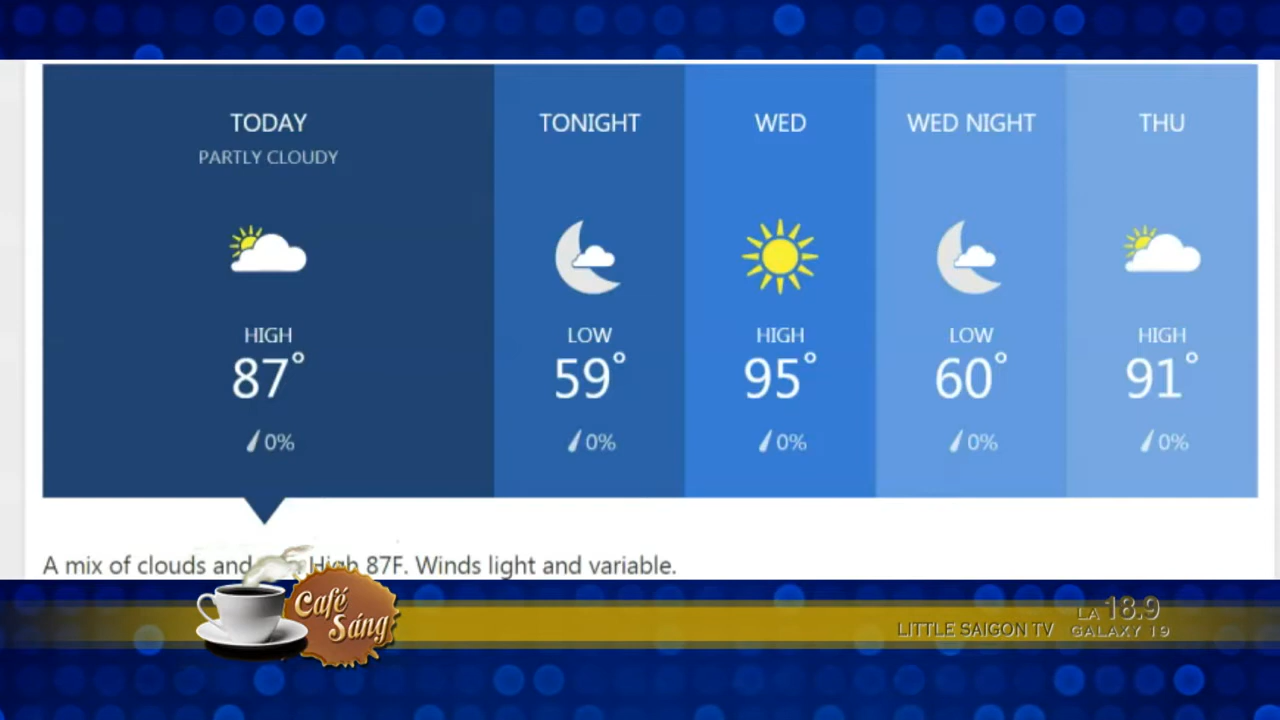 TODAY
PARTLY CLOUDY
HIGH
87°
0%
TONIGHT
LOW
59°
0%
WED
HIGH
95°
0%
WED NIGHT
LOW
60°
0%
THU
HIGH
91°
0%
A mix of clouds and High 87F. Winds light and variable.
Café
Sáng
LITTLE SAIGON TV
LA 18.9
GALAXY 19